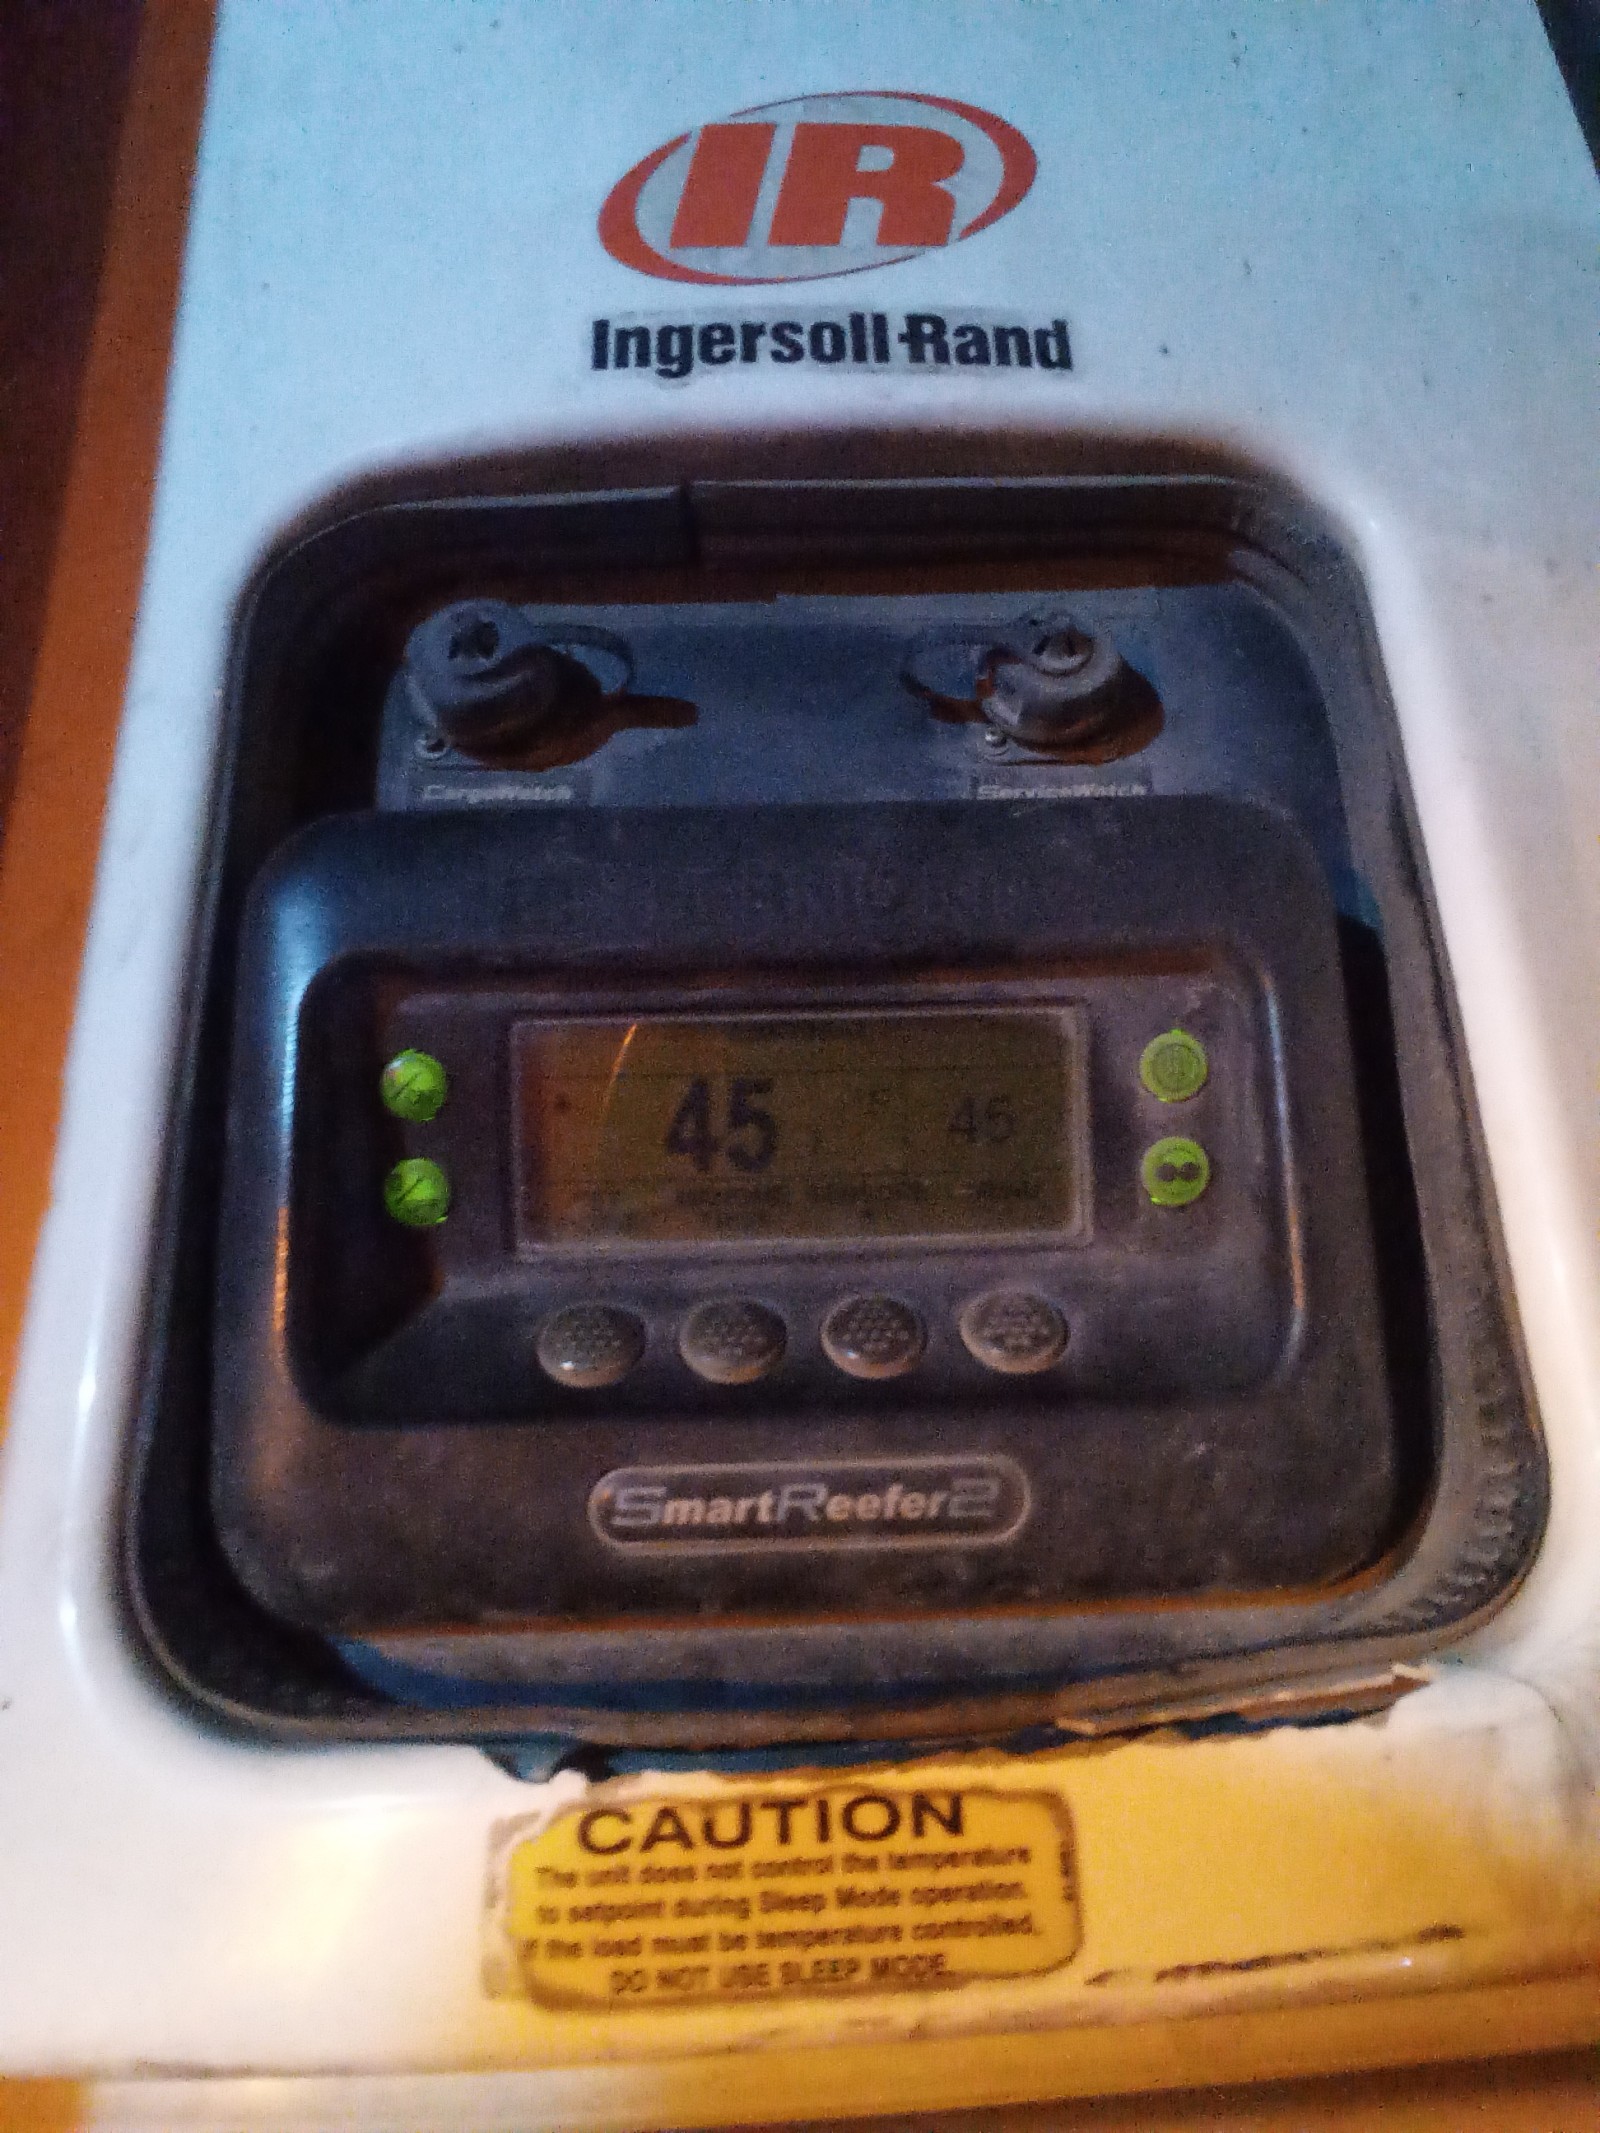 IR
Ingersoll-Rand
CargoWatch
ServiceWatch
45
45
SmartReefer2
CAUTION
The unit does not control the temperature
to setpoint during Sleep Mode operation.
If the load must be temperature controlled,
DO NOT USE SLEEP MODE.